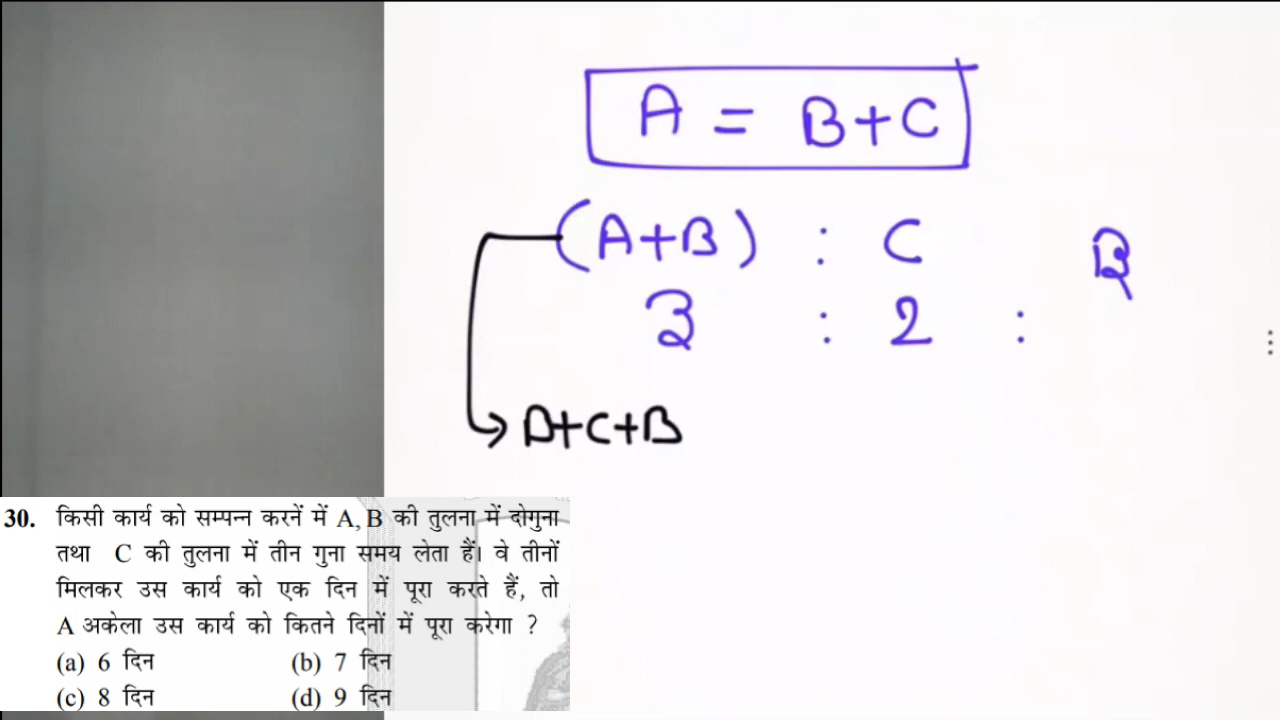 A = B+C
(A+B) : C B
3 : 2 :
A+C+B
30. किसी कार्य को सम्पन्न करनें में A, B की तुलना में दोगुना
तथा C की तुलना में तीन गुना समय लेता हैं। वे तीनों
मिलकर उस कार्य को एक दिन में पूरा करते हैं, तो
A अकेला उस कार्य को कितने दिनों में पूरा करेगा ?
(a) 6 दिन (b) 7 दिन
(c) 8 दिन (d) 9 दिन